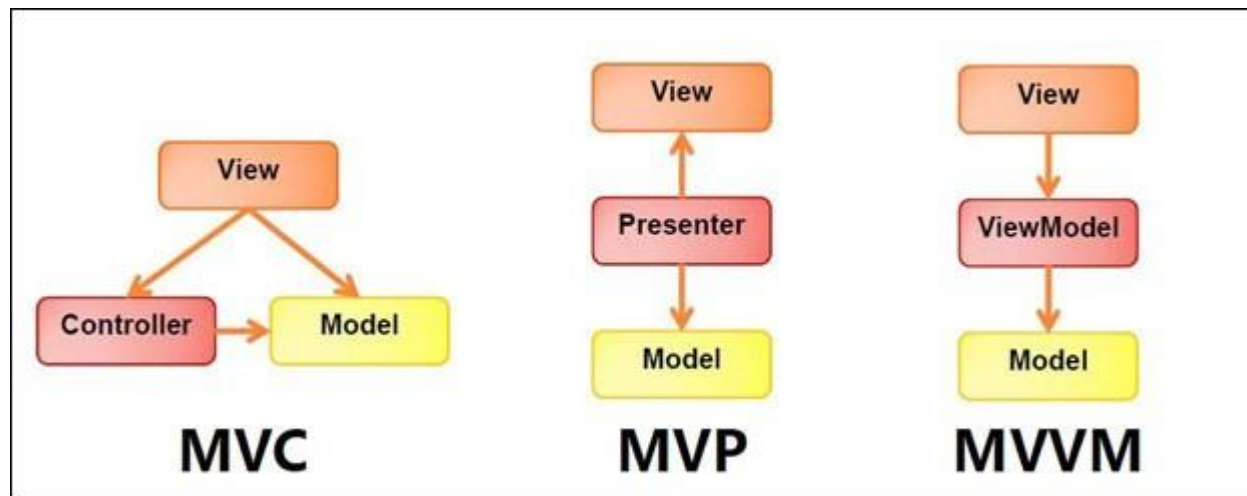 View
Controller
Model
MVC
View
Presenter
Model
MVP
View
ViewModel
Model
MVVM